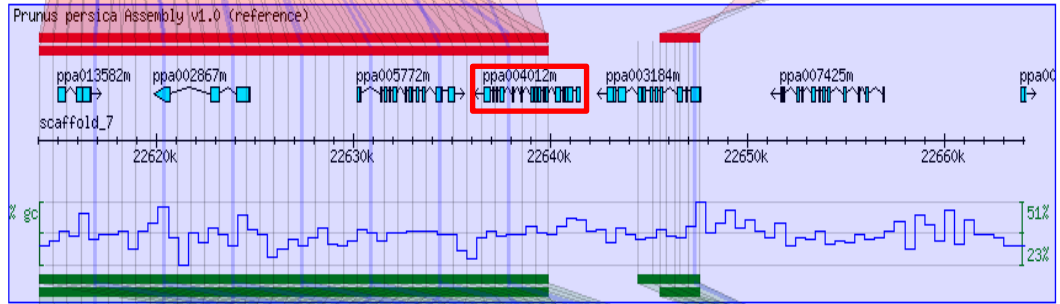 Prunus persica Assembly v1.0 (reference)
ppa013582m ppa002867m ppa005772m ppa004012m ppa003184m ppa007425m ppa00
scaffold_7
22620k 22630k 22640k 22650k 22660k
% gc 51%
23%